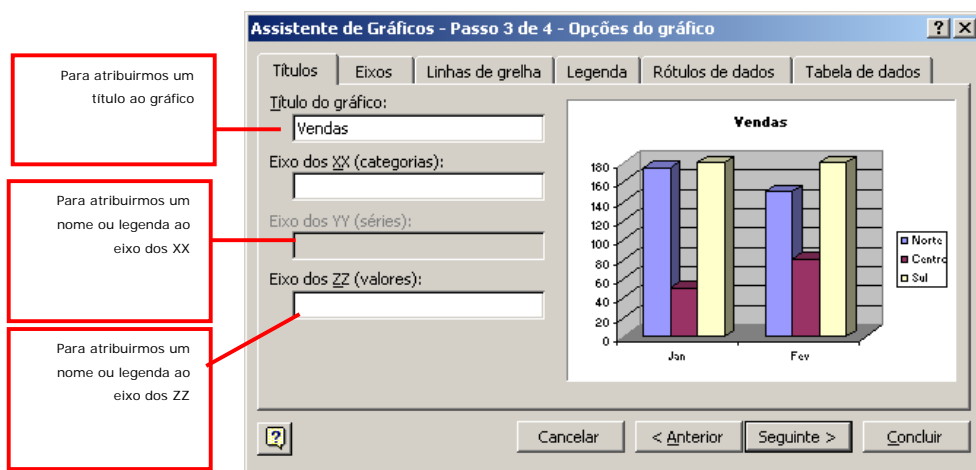 Assistente de Gráficos - Passo 3 de 4 - Opções do gráfico
Para atribuirmos um
título ao gráfico
Para atribuirmos um
nome ou legenda ao
eixo dos XX
Para atribuirmos um
nome ou legenda ao
eixo dos ZZ
Títulos Eixos Linhas de grelha Legenda Rótulos de dados Tabela de dados
Título do gráfico:
Vendas
Eixo dos XX (categorias):
Eixo dos YY (séries):
Eixo dos ZZ (valores):
Vendas
180
160
140
120
100
80
60
40
20
0
Jan Fev
Norte
Centro
Sul
Cancelar < Anterior Seguinte > Concluir